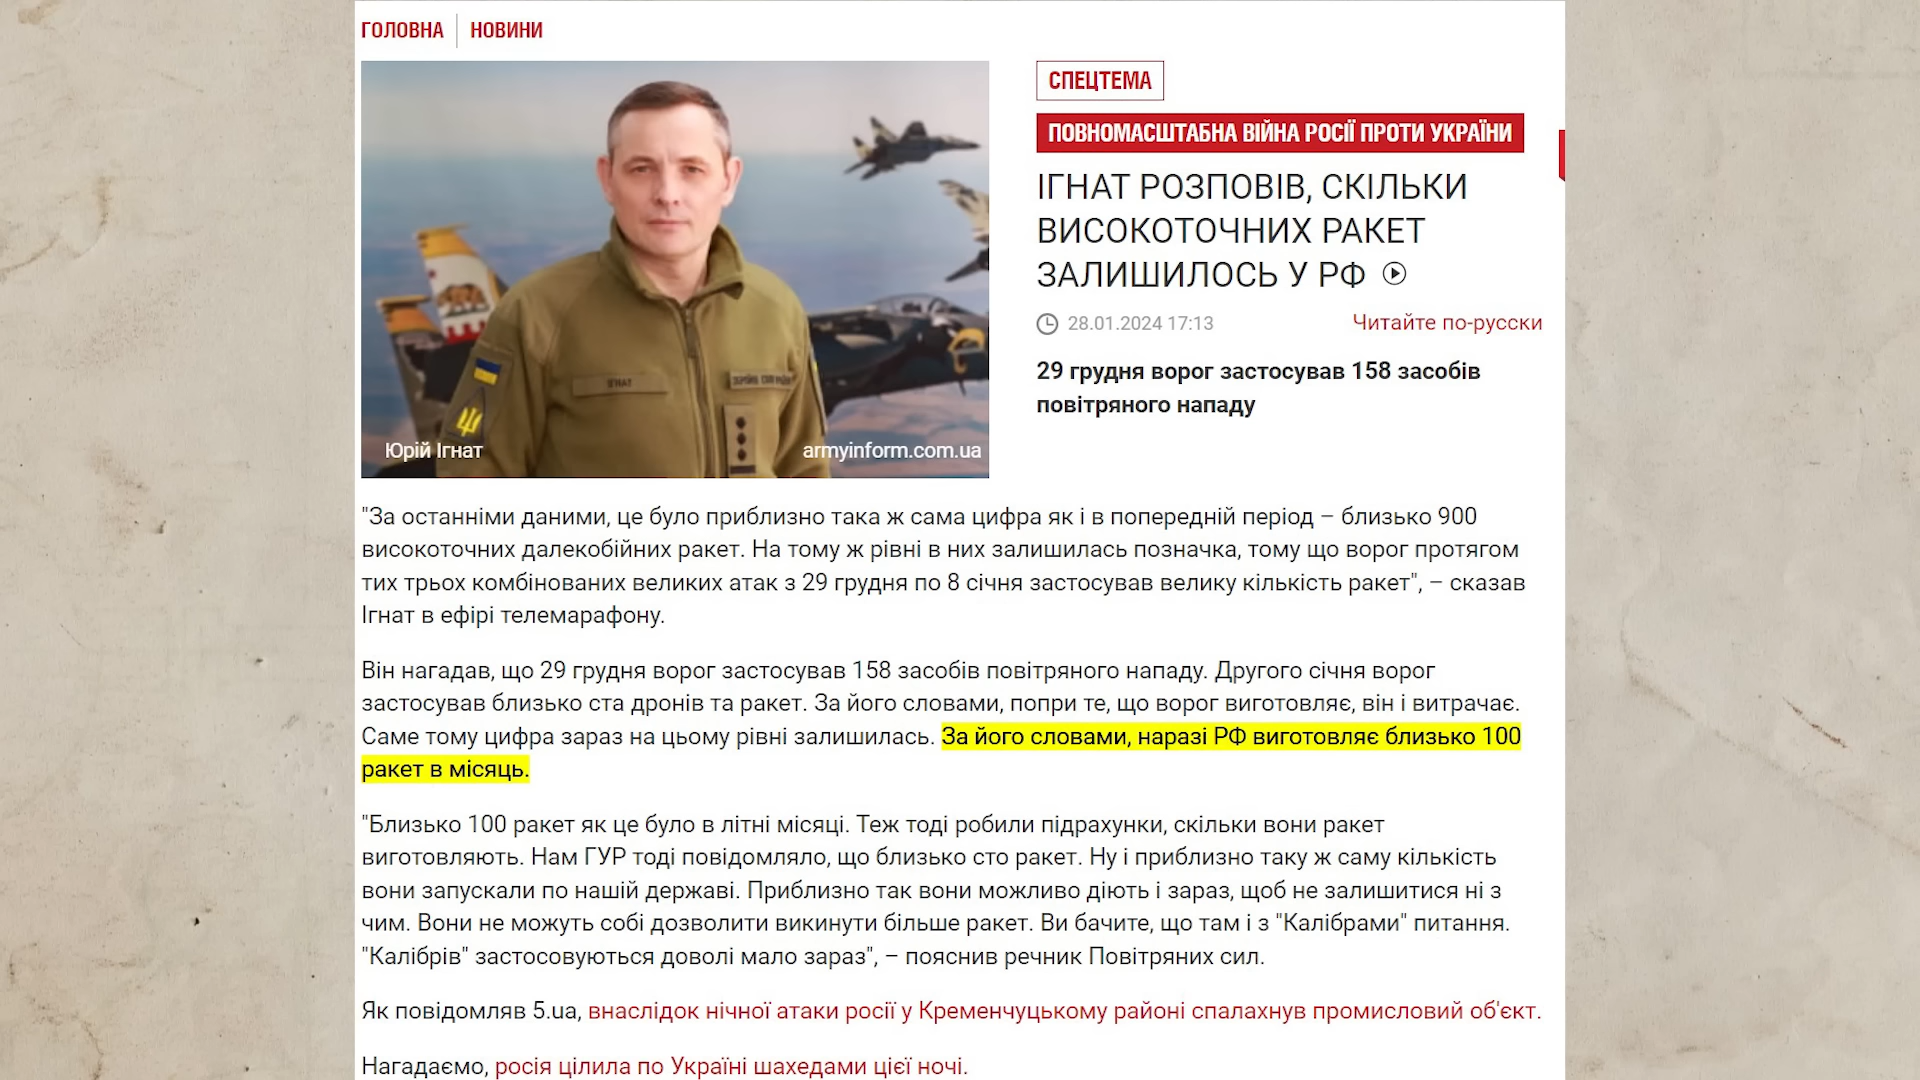 ГОЛОВНА
НОВИНИ
ІГНАТ
Юрій Ігнат
armyinform.com.ua
СПЕЦТЕМА
ПОВНОМАСШТАБНА ВІЙНА РОСІЇ ПРОТИ УКРАЇНИ
ІГНАТ РОЗПОВІВ, СКІЛЬКИ
ВИСОКОТОЧНИХ РАКЕТ
ЗАЛИШИЛОСЬ У РФ
28.01.2024 17:13
Читайте по-русски
29 грудня ворог застосував 158 засобів
повітряного нападу
"За останніми даними, це було приблизно така ж сама цифра як і в попередній період – близько 900
високоточних далекобійних ракет. На тому ж рівні в них залишилась позначка, тому що ворог протягом
тих трьох комбінованих великих атак з 29 грудня по 8 січня застосував велику кількість ракет", – сказав
Ігнат в ефірі телемарафону.
Він нагадав, що 29 грудня ворог застосував 158 засобів повітряного нападу. Другого січня ворог
застосував близько ста дронів та ракет. За його словами, попри те, що ворог виготовляє, він і витрачає.
Саме тому цифра зараз на цьому рівні залишилась. За його словами, наразі РФ виготовляє близько 100
ракет в місяць.
"Близько 100 ракет як це було в літні місяці. Теж тоді робили підрахунки, скільки вони ракет
виготовляють. Нам ГУР тоді повідомляло, що близько сто ракет. Ну і приблизно таку ж саму кількість
вони запускали по нашій державі. Приблизно так вони можливо діють і зараз, щоб не залишитися ні з
чим. Вони не можуть собі дозволити викинути більше ракет. Ви бачите, що там і з "Калібрами" питання.
"Калібрів" застосовуються доволі мало зараз", – пояснив речник Повітряних сил.
Як повідомляв 5.ua, внаслідок нічної атаки росії у Кременчуцькому районі спалахнув промисловий об'єкт.
Нагадаємо, росія цілила по Україні шахедами цієї ночі.